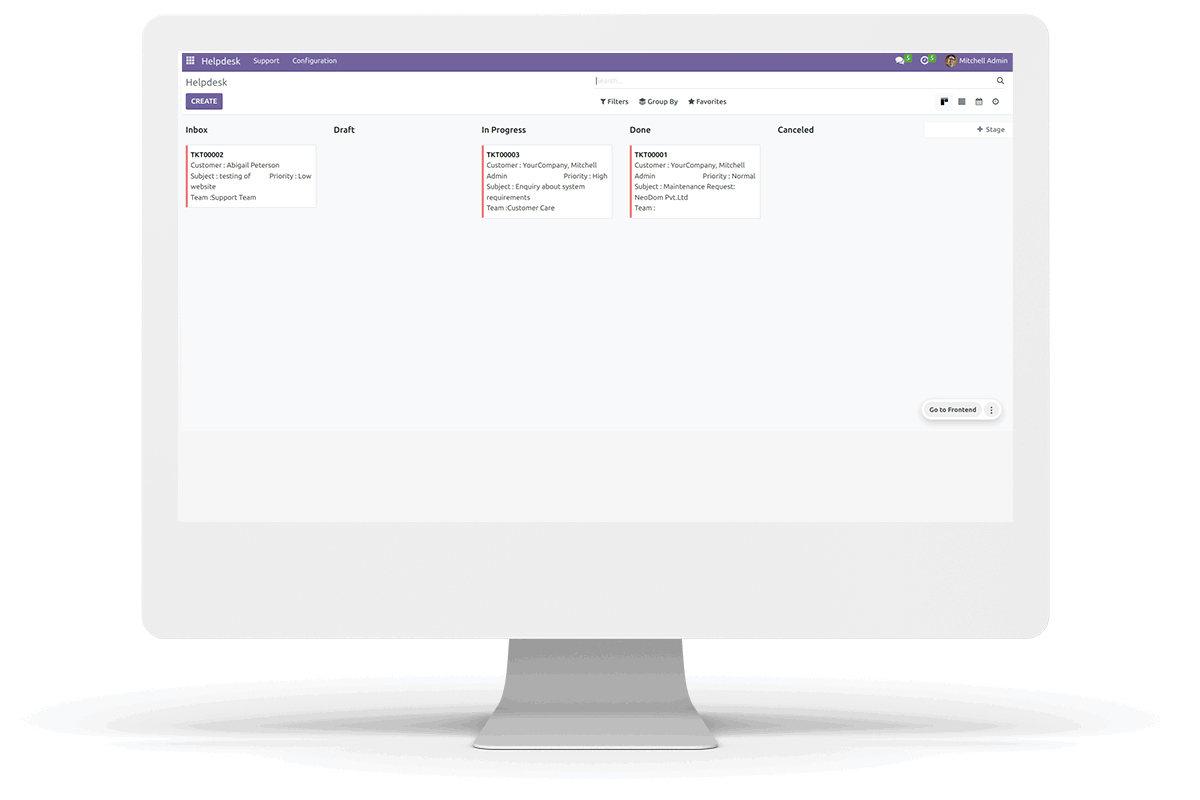 Helpdesk Support Configuration 5 5 Mitchell Admin
Helpdesk
Search...
CREATE
Filters Group By Favorites
Inbox
Draft
In Progress
Done
Canceled
+ Stage
TKT00002
Customer : Abigail Peterson
Subject : testing of website Priority : Low
Team :Support Team
TKT00003
Customer : YourCompany, Mitchell
Admin Priority : High
Subject : Enquiry about system
requirements
Team :Customer Care
TKT00001
Customer : YourCompany, Mitchell
Admin Priority : Normal
Subject : Maintenance Request:
NeoDom Pvt.Ltd
Team :
Go to Frontend